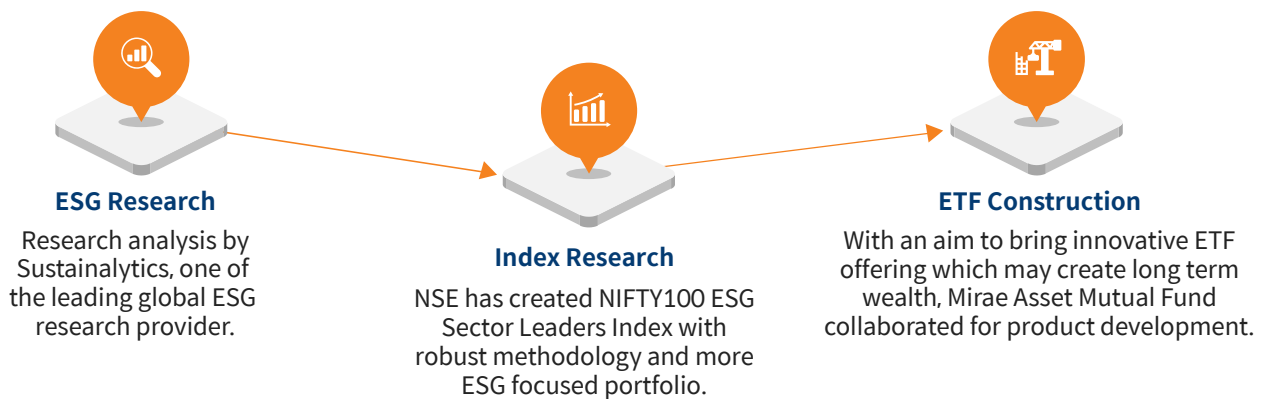 ESG Research
Research analysis by
Sustainalytics, one of
the leading global ESG
research provider.
Index Research
NSE has created NIFTY100 ESG
Sector Leaders Index with
robust methodology and more
ESG focused portfolio.
ETF Construction
With an aim to bring innovative ETF
offering which may create long term
wealth, Mirae Asset Mutual Fund
collaborated for product development.